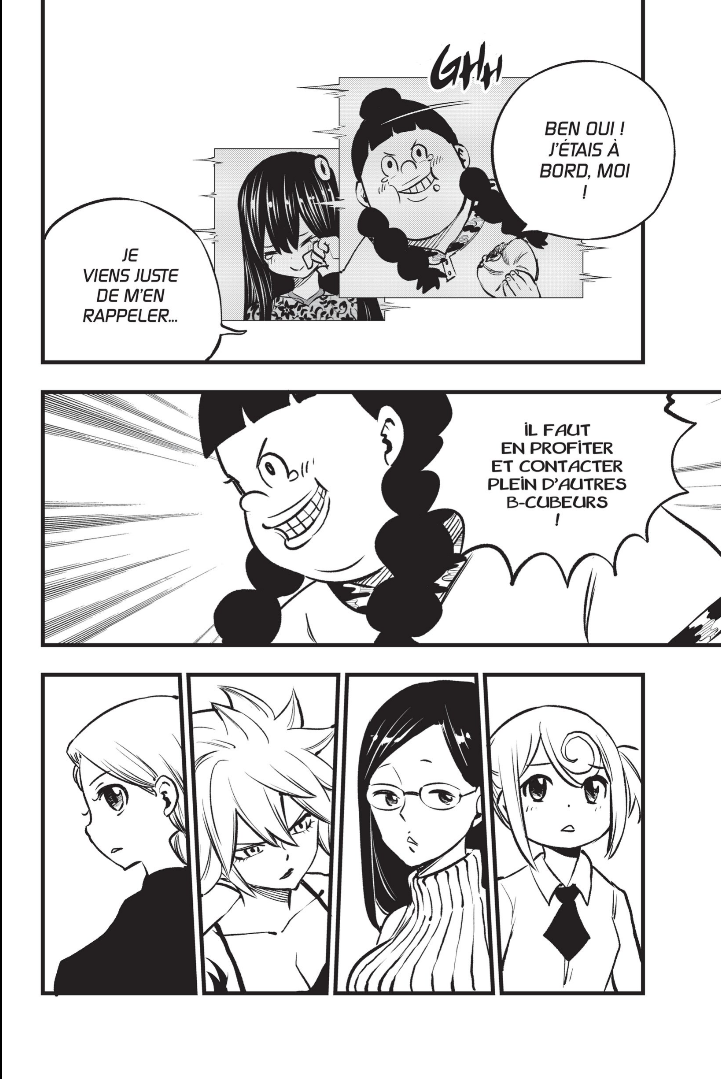 GHH
BEN OUI !
J'ÉTAIS À
BORD, MOI
!
JE
VIENS JUSTE
DE M'EN
RAPPELER...
IL FAUT
EN PROFITER
ET CONTACTER
PLEIN D'AUTRES
B-CUBEURS
!